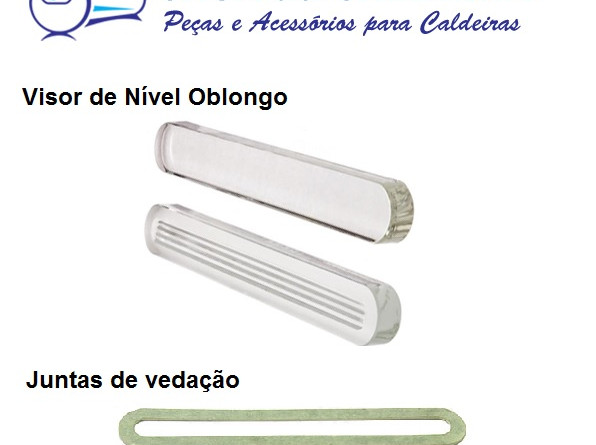 Peças e Acessórios para Caldeiras
Visor de Nível Oblongo
Juntas de vedação